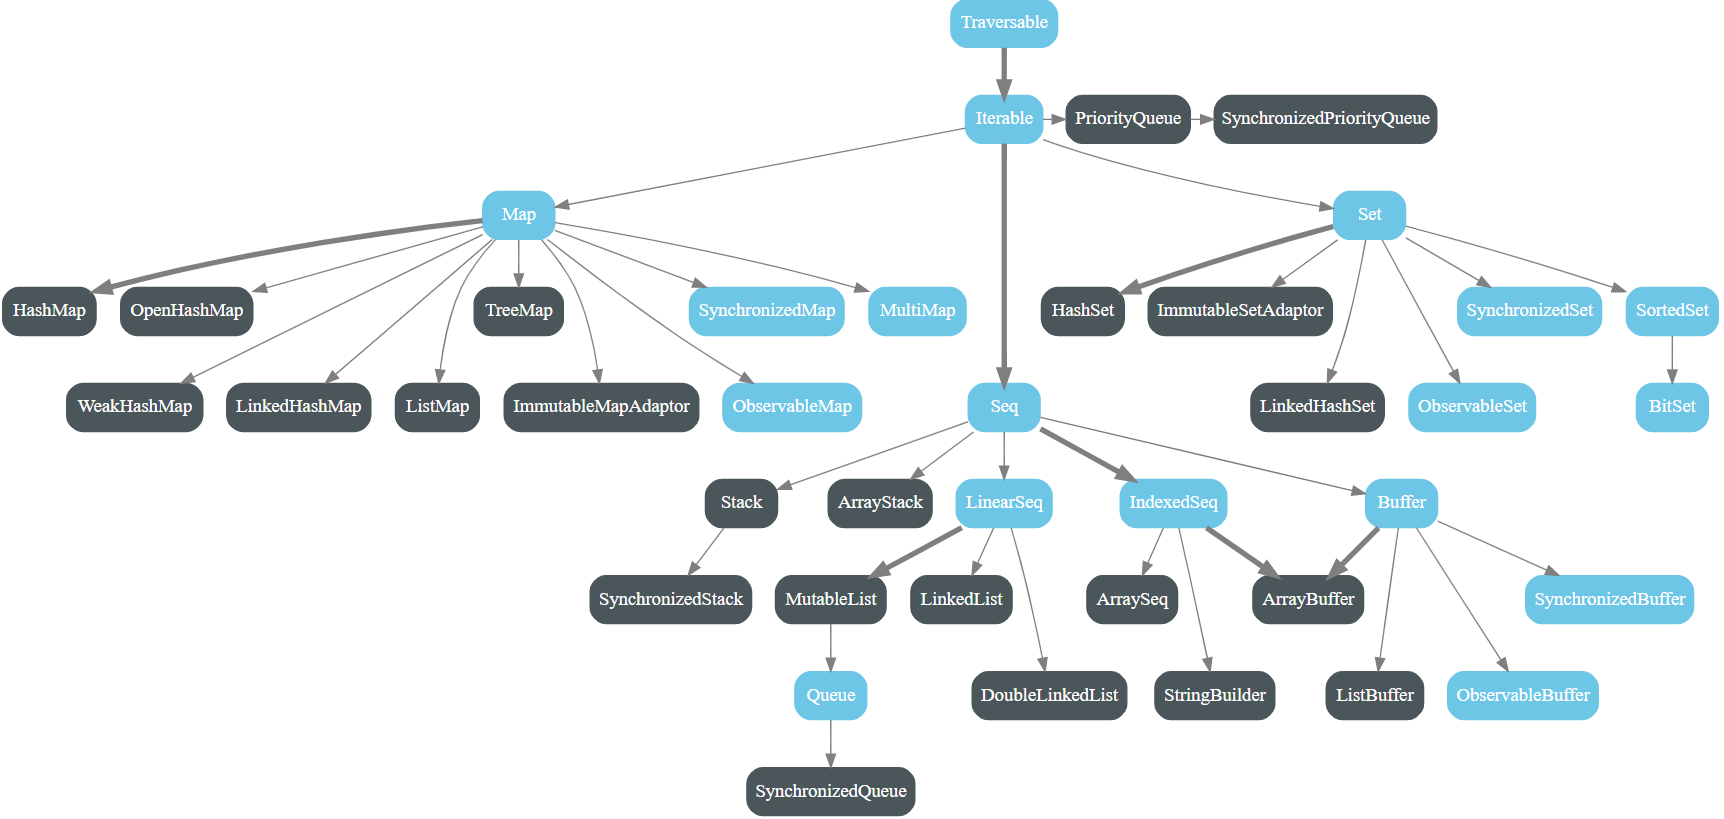 Traversable
Iterable
PriorityQueue
SynchronizedPriorityQueue
Map
Set
HashMap
OpenHashMap
TreeMap
SynchronizedMap
MultiMap
HashSet
ImmutableSetAdaptor
SynchronizedSet
SortedSet
WeakHashMap
LinkedHashMap
ListMap
ImmutableMapAdaptor
ObservableMap
Seq
LinkedHashSet
ObservableSet
BitSet
Stack
ArrayStack
LinearSeq
IndexedSeq
Buffer
SynchronizedStack
MutableList
LinkedList
ArraySeq
ArrayBuffer
SynchronizedBuffer
Queue
DoubleLinkedList
StringBuilder
ListBuffer
ObservableBuffer
SynchronizedQueue